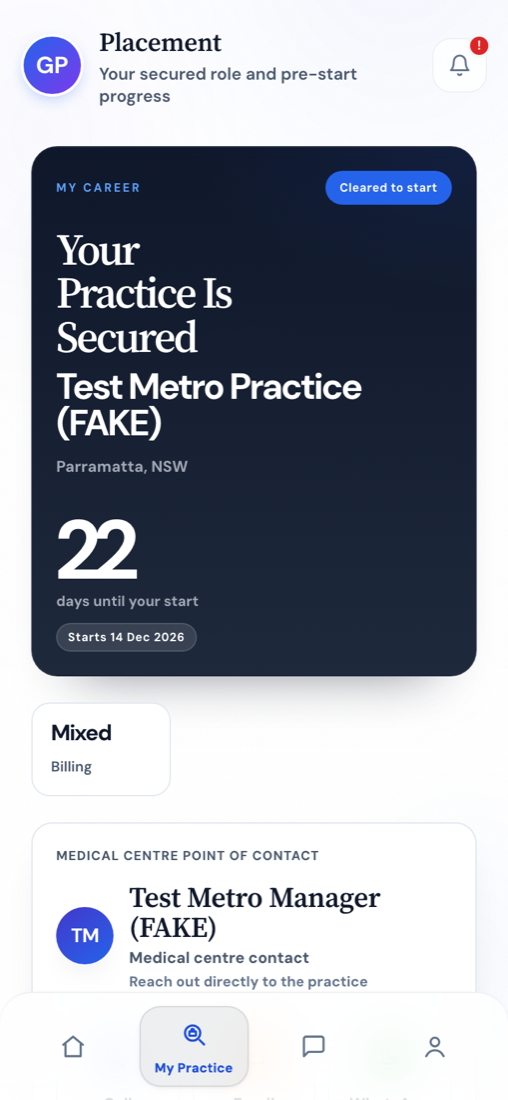 GP
Placement
Your secured role and pre-start
progress
!
MY CAREER
Cleared to start
Your
Practice Is
Secured
Test Metro Practice
(FAKE)
Parramatta, NSW
22
days until your start
Starts 14 Dec 2026
Mixed
Billing
MEDICAL CENTRE POINT OF CONTACT
TM
Test Metro Manager
(FAKE)
Medical centre contact
Reach out directly to the practice
My Practice